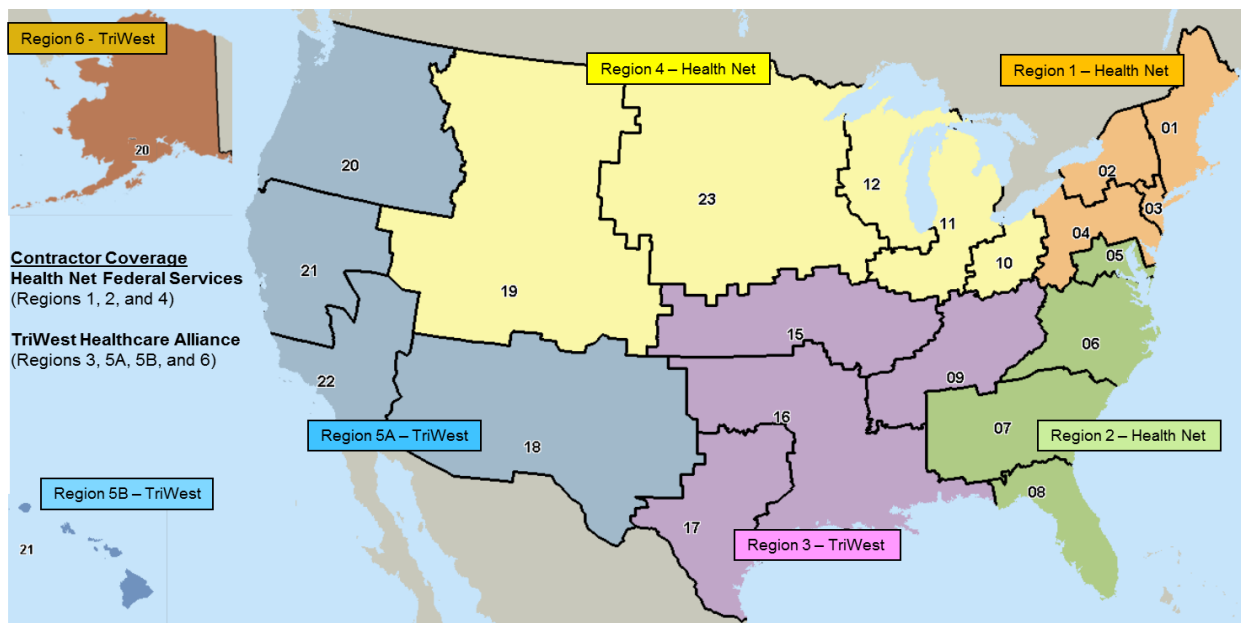 Region 6 - TriWest
Region 4 – Health Net
Region 1 – Health Net
20
01
20
02
12
23
03
11
04
Contractor Coverage
Health Net Federal Services
(Regions 1, 2, and 4)
05
21
10
19
TriWest Healthcare Alliance
(Regions 3, 5A, 5B, and 6)
15
06
22
09
16
07
Region 5A – TriWest
18
Region 2 – Health Net
Region 5B – TriWest
08
17
Region 3 – TriWest
21